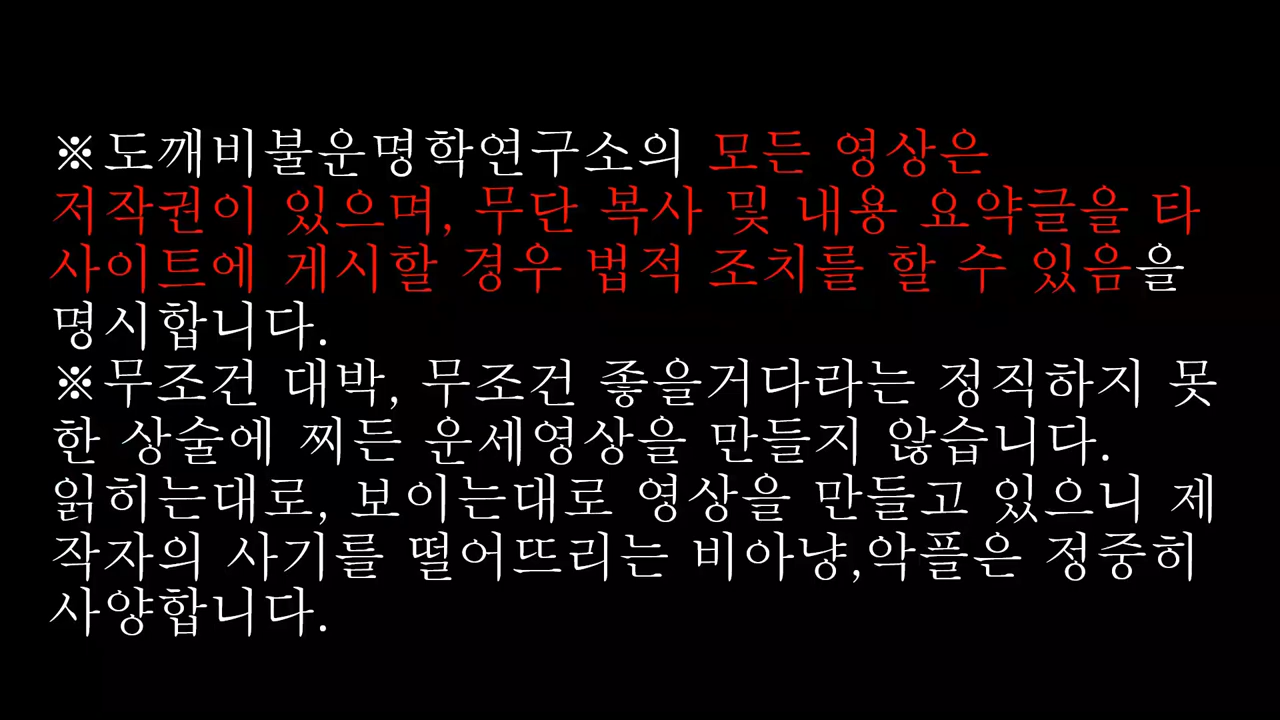 ※도깨비불운명학연구소의 모든 영상은
저작권이 있으며, 무단 복사 및 내용 요약글을 타
사이트에 게시할 경우 법적 조치를 할 수 있음을
명시합니다.
※무조건 대박, 무조건 좋을거다라는 정직하지 못
한 상술에 찌든 운세영상을 만들지 않습니다.
읽히는대로, 보이는대로 영상을 만들고 있으니 제
작자의 사기를 떨어뜨리는 비아냥,악플은 정중히
사양합니다.